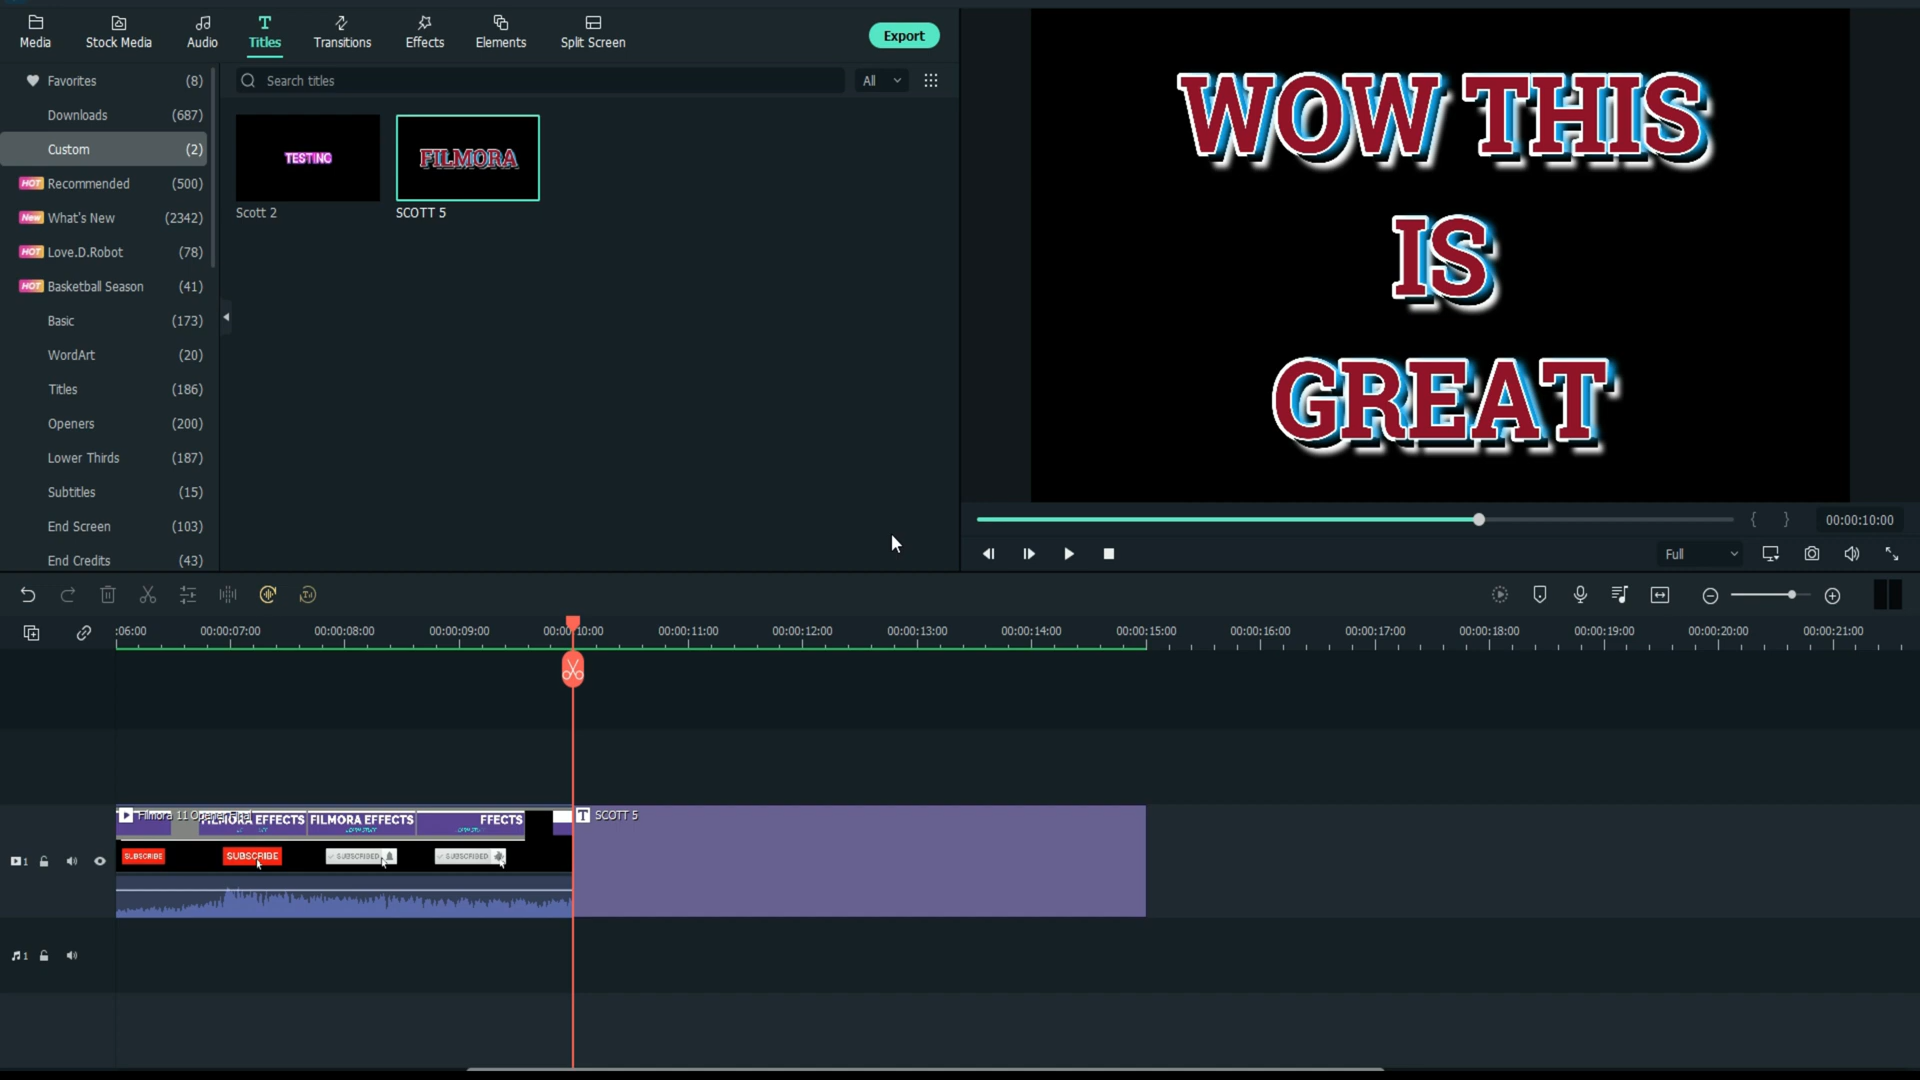 Media
Stock Media
Audio
Titles
Transitions
Effects
Elements
Split Screen
Export
Favorites (8)
Downloads (687)
Custom (2)
HOT Recommended (500)
New What's New (2342)
HOT Love.D.Robot (78)
HOT Basketball Season (41)
Basic (173)
WordArt (20)
Titles (186)
Openers (200)
Lower Thirds (187)
Subtitles (15)
End Screen (103)
End Credits (43)
Search titles
All
TESTING
Scott 2
FILMORA
SCOTT 5
WOW THIS
IS
GREAT
00:00:10:00
Full
:06:00 00:00:07:00 00:00:08:00 00:00:09:00 00:00:10:00 00:00:11:00 00:00:12:00 00:00:13:00 00:00:14:00 00:00:15:00 00:00:16:00 00:00:17:00 00:00:18:00 00:00:19:00 00:00:20:00 00:00:21:00
Filmora 11 Opener Final
FILMORA EFFECTS FILMORA EFFECTS FFECTS
SUBSCRIBE SUBSCRIBE SUBSCRIBED SUBSCRIBED
SCOTT 5
1
1